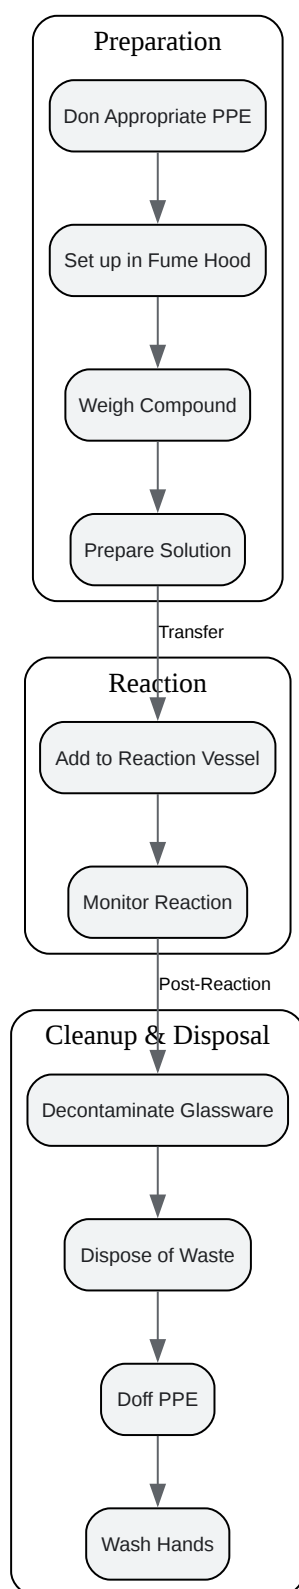 Preparation
Don Appropriate PPE
Set up in Fume Hood
Weigh Compound
Prepare Solution
Transfer
Reaction
Add to Reaction Vessel
Monitor Reaction
Post-Reaction
Cleanup & Disposal
Decontaminate Glassware
Dispose of Waste
Doff PPE
Wash Hands